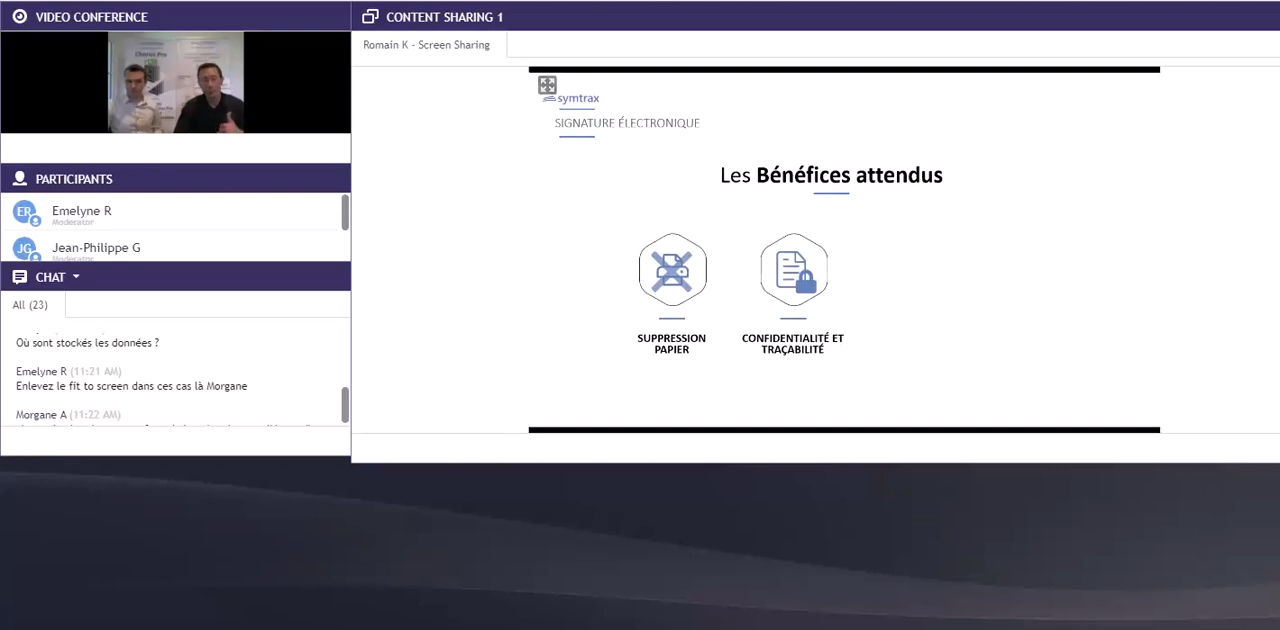 VIDEO CONFERENCE
PARTICIPANTS
ER
Emelyne R
Moderator
JG
Jean-Philippe G
Moderator
CHAT
All (23)
Où sont stockés les données ?
Emelyne R (11:21 AM)
Enlevez le fit to screen dans ces cas là Morgane
Morgane A (11:22 AM)
CONTENT SHARING 1
Romain K - Screen Sharing
symtrax
SIGNATURE ÉLECTRONIQUE
Les Bénéfices attendus
SUPPRESSION
PAPIER
CONFIDENTIALITÉ ET
TRAÇABILITÉ